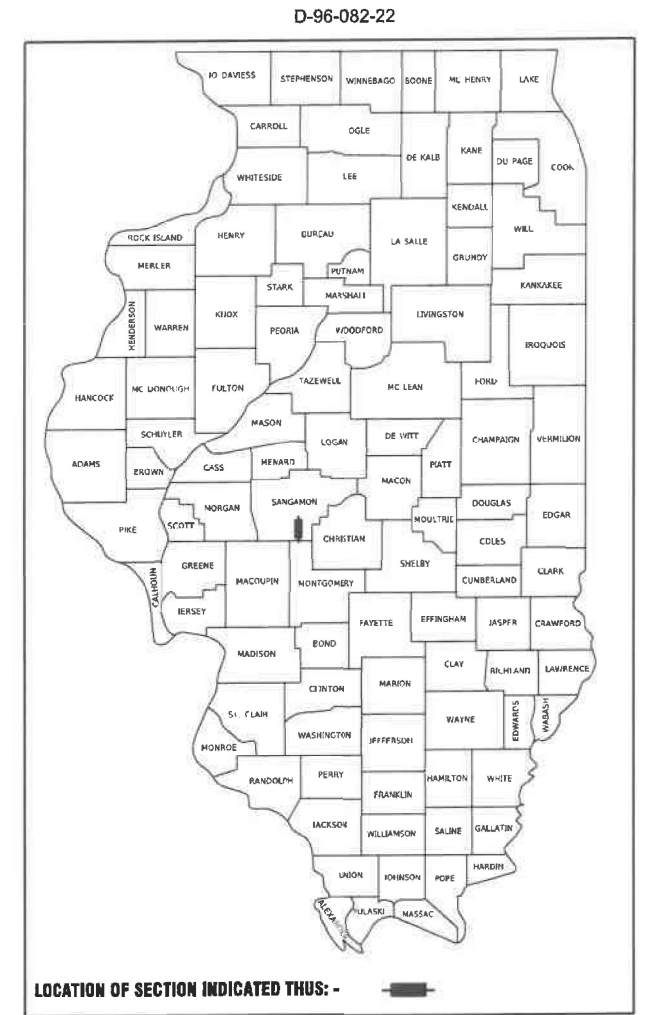 D-96-082-22
JO DAVIESS STEPHENSON WINNEBAGO BOONE MC HENRY LAKE
CARROLL OGLE DE KALB KANE DU PAGE COOK
WHITESIDE LEE
KENDALL
ROCK ISLAND HENRY BUREAU LA SALLE WILL
GRUNDY
MERCER PUTNAM
STARK MARSHALL KANKAKEE
HENDERSON WARREN KNOX PEORIA WOODFORD LIVINGSTON IROQUOIS
HANCOCK MC DONOUGH FULTON TAZEWELL MC LEAN FORD
MASON
SCHUYLER LOGAN DE WITT CHAMPAIGN VERMILION
ADAMS BROWN CASS MENARD PIATT
MACON
PIKE SCOTT MORGAN SANGAMON MOULTRIE DOUGLAS EDGAR
CHRISTIAN COLES
SHELBY
GREENE CLARK
CALHOUN MACOUPIN MONTGOMERY CUMBERLAND
JERSEY FAYETTE EFFINGHAM JASPER CRAWFORD
MADISON BOND
CLAY RICHLAND LAWRENCE
CLINTON MARION
ST. CLAIR WAYNE EDWARDS WABASH
WASHINGTON JEFFERSON
MONROE
RANDOLPH PERRY HAMILTON WHITE
FRANKLIN
JACKSON WILLIAMSON SALINE GALLATIN
HARDIN
UNION JOHNSON POPE
ULASKI MASSAC
LOCATION OF SECTION INDICATED THUS: -